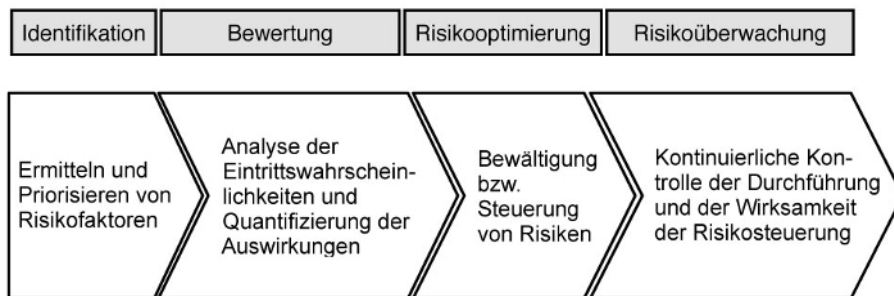 Identifikation
Bewertung
Risikooptimierung
Risikoüberwachung
Ermitteln und
Priorisieren von
Risikofaktoren
Analyse der
Eintrittswahrschein-
lichkeiten und
Quantifizierung der
Auswirkungen
Bewältigung
bzw.
Steuerung
von Risiken
Kontinuierliche Kon-
trolle der Durchführung
und der Wirksamkeit
der Risikosteuerung